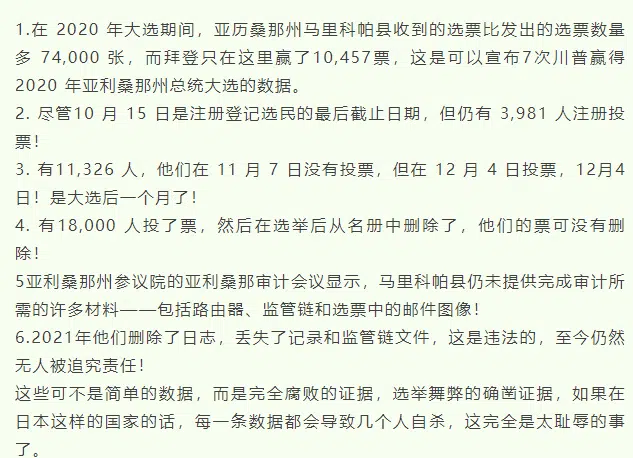 1.在 2020 年大选期间，亚历桑那州马里科帕县收到的选票比发出的选票数量
多 74,000 张，而拜登只在这里赢了10,457票，这是可以宣布7次川普赢得
2020 年亚利桑那州总统大选的数据。
2. 尽管10 月 15 日是注册登记选民的最后截止日期，但仍有 3,981 人注册投
票！
3. 有11,326 人，他们在 11 月 7 日没有投票，但在 12 月 4 日投票，12月4
日！是大选后一个月了！
4. 有18,000 人投了票，然后在选举后从名册中删除了，他们的票可没有删
除！
5亚利桑那州参议院的亚利桑那审计会议显示，马里科帕县仍未提供完成审计所
需的许多材料——包括路由器、监管链和选票中的邮件图像！
6.2021年他们删除了日志，丢失了记录和监管链文件，这是违法的，至今仍然
无人被追究责任！
这些可不是简单的数据，而是完全腐败的证据，选举舞弊的确凿证据，如果在
日本这样的国家的话，每一条数据都会导致几个人自杀，这完全是太耻辱的事
了。